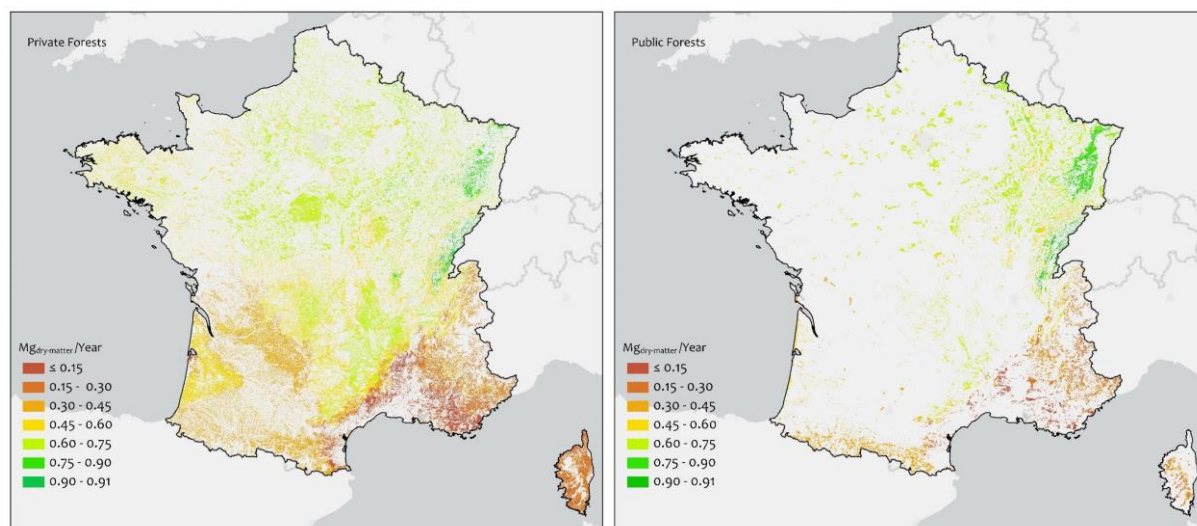 Private Forests
Mgdry-matter/Year
≤ 0.15
0.15 - 0.30
0.30 - 0.45
0.45 - 0.60
0.60 - 0.75
0.75 - 0.90
0.90 - 0.91
Public Forests
Mgdry-matter/Year
≤ 0.15
0.15 - 0.30
0.30 - 0.45
0.45 - 0.60
0.60 - 0.75
0.75 - 0.90
0.90 - 0.91